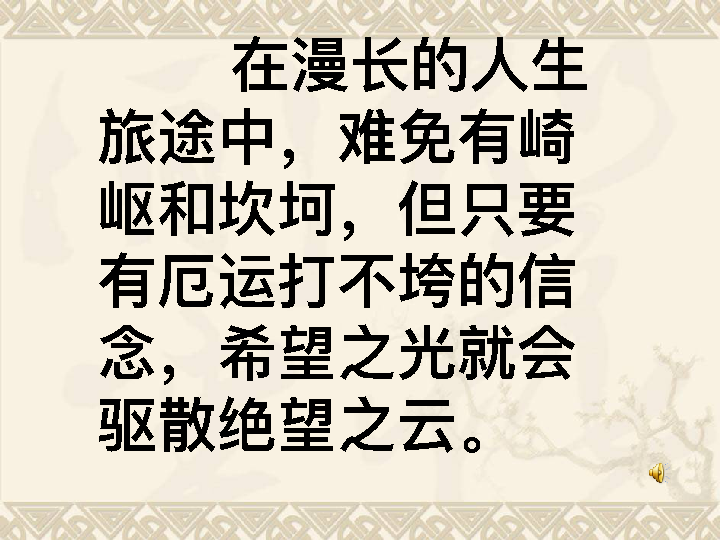 在漫长的人生
旅途中，难免有崎
岖和坎坷，但只要
有厄运打不垮的信
念，希望之光就会
驱散绝望之云。